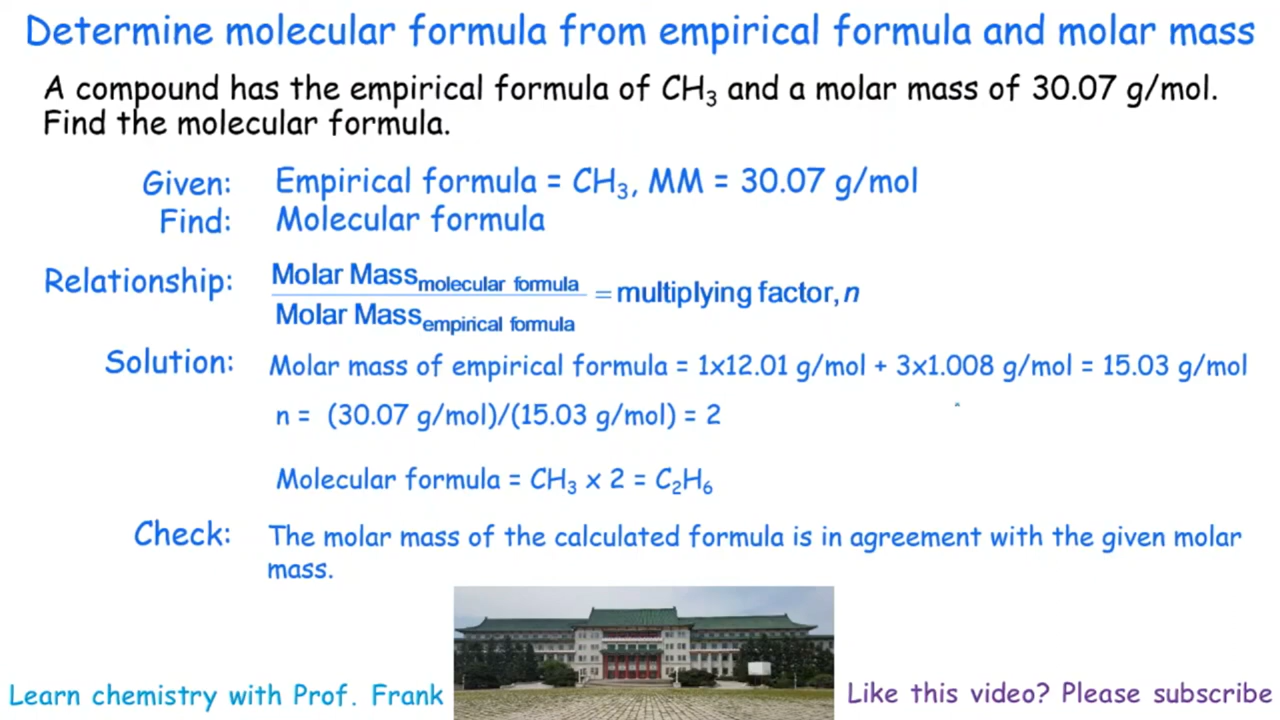 Determine molecular formula from empirical formula and molar mass
A compound has the empirical formula of CH₃ and a molar mass of 30.07 g/mol.
Find the molecular formula.
Given: Empirical formula = CH₃, MM = 30.07 g/mol
Find: Molecular formula
Relationship: Molar Mass molecular formula
Molar Mass empirical formula = multiplying factor, n
Solution: Molar mass of empirical formula = 1x12.01 g/mol + 3x1.008 g/mol = 15.03 g/mol
n = (30.07 g/mol)/(15.03 g/mol) = 2
Molecular formula = CH₃ x 2 = C₂H₆
Check: The molar mass of the calculated formula is in agreement with the given molar
mass.
Learn chemistry with Prof. Frank
Like this video? Please subscribe